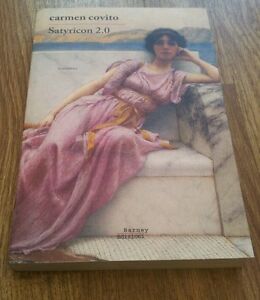 carmen covito
Satyricon 2.0
romanzo
Barney
Edizioni